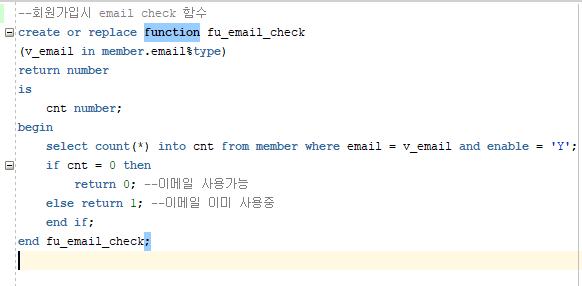 --회원가입시 email check 함수
create or replace function fu_email_check
(v_email in member.email%type)
return number
is
    cnt number;
begin
    select count(*) into cnt from member where email = v_email and enable = 'Y';
    if cnt = 0 then
        return 0; --이메일 사용가능
    else return 1; --이메일 이미 사용중
    end if;
end fu_email_check;